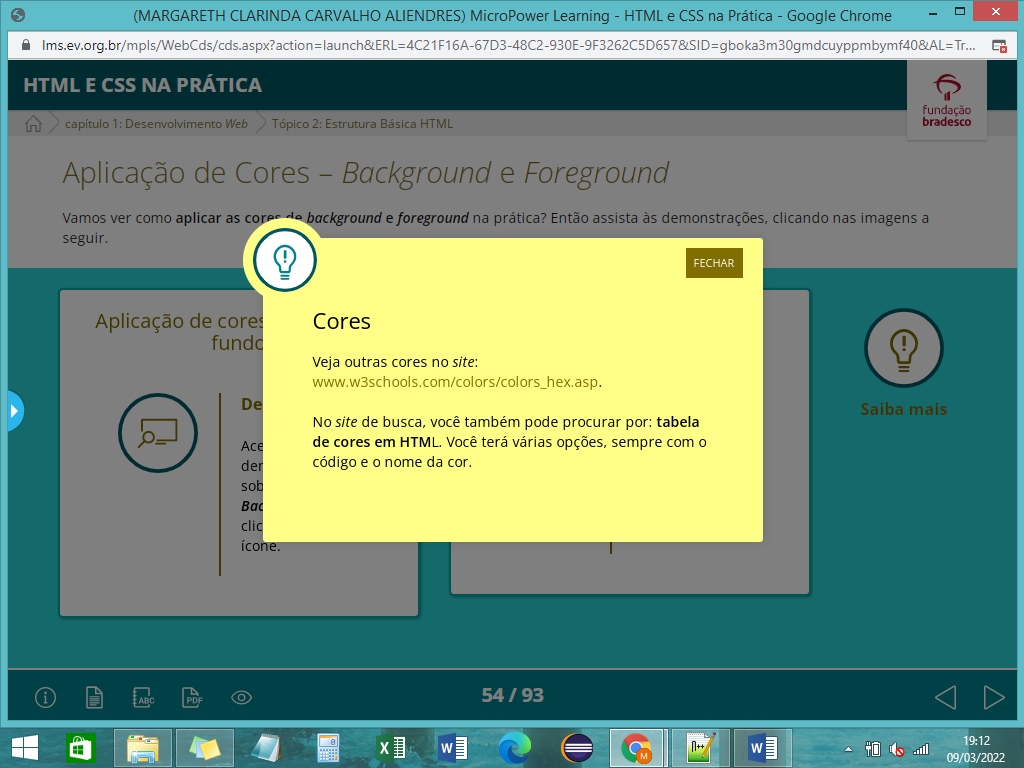 (MARGARETH CLARINDA CARVALHO ALIENDRES) MicroPower Learning - HTML e CSS na Prática - Google Chrome
lms.ev.org.br/mpls/WebCds/cds.aspx?action=launch&ERL=4C21F16A-67D3-48C2-930E-9F3262C5D657&SID=gboka3m30gmdcuyppmbymf40&AL=Tr...
HTML E CSS NA PRÁTICA
fundação
bradesco
capítulo 1: Desenvolvimento Web
Tópico 2: Estrutura Básica HTML
Aplicação de Cores – Background e Foreground
Vamos ver como aplicar as cores de background e foreground na prática? Então assista às demonstrações, clicando nas imagens a
seguir.
FECHAR
Cores
Veja outras cores no site:
www.w3schools.com/colors/colors_hex.asp.
No site de busca, você também pode procurar por: tabela
de cores em HTML. Você terá várias opções, sempre com o
código e o nome da cor.
Aplicação de cores
fundo
De
Ace
der
sob
Bac
clic
ícone.
Saiba mais
ABC
PDF
54 / 93
19:12
09/03/2022